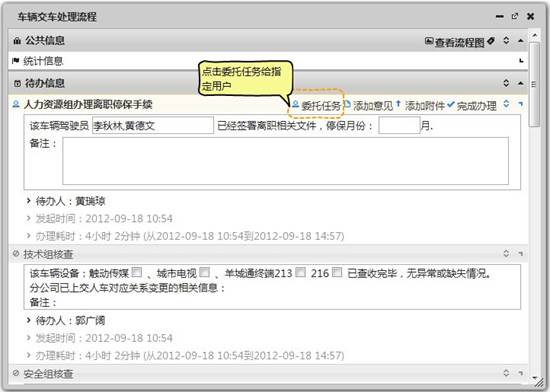 车辆交车处理流程
公共信息 查看流程图
统计信息
点击委托任务给指定用户
待办信息
人力资源组办理离职停保手续 委托任务 添加意见 添加附件 完成办理
该车辆驾驶员 李秋林,黄德文 已经签署离职相关文件，停保月份： 月.
备注：
待办人：黄瑞琼
发起时间：2012-09-18 10:54
办理耗时：4小时 2分钟 (从2012-09-18 10:54到2012-09-18 14:57)
技术组核查
该车辆设备：触动传媒 、城市电视 、羊城通终端213 216 已查收完毕，无异常或缺失情况。
分公司已上交人车对应关系变更的相关信息：
备注：
待办人：郭广阔
发起时间：2012-09-18 10:54
办理耗时：4小时 2分钟 (从2012-09-18 10:54到2012-09-18 14:57)
安全组核查